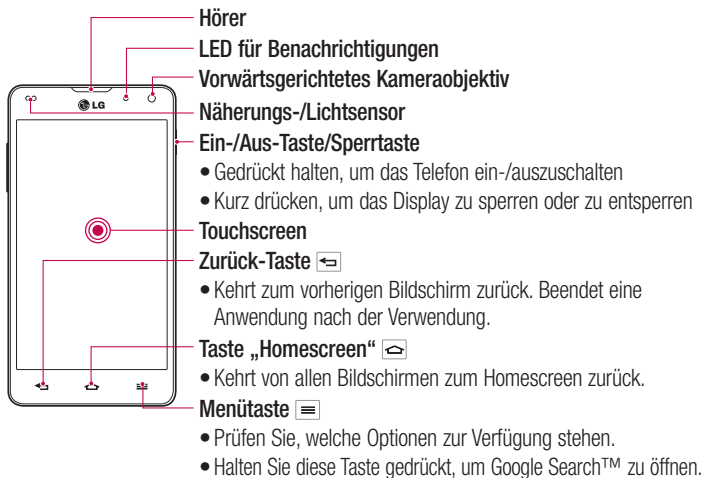 Hörer
LED für Benachrichtigungen
Vorwärtsgerichtetes Kameraobjektiv
LG
Näherungs-/Lichtsensor
Ein-/Aus-Taste/Sperrtaste
• Gedrückt halten, um das Telefon ein-/auszuschalten
• Kurz drücken, um das Display zu sperren oder zu entsperren
Touchscreen
Zurück-Taste
• Kehrt zum vorherigen Bildschirm zurück. Beendet eine
Anwendung nach der Verwendung.
Taste „Homescreen“
• Kehrt von allen Bildschirmen zum Homescreen zurück.
Menütaste
• Prüfen Sie, welche Optionen zur Verfügung stehen.
• Halten Sie diese Taste gedrückt, um Google Search™ zu öffnen.